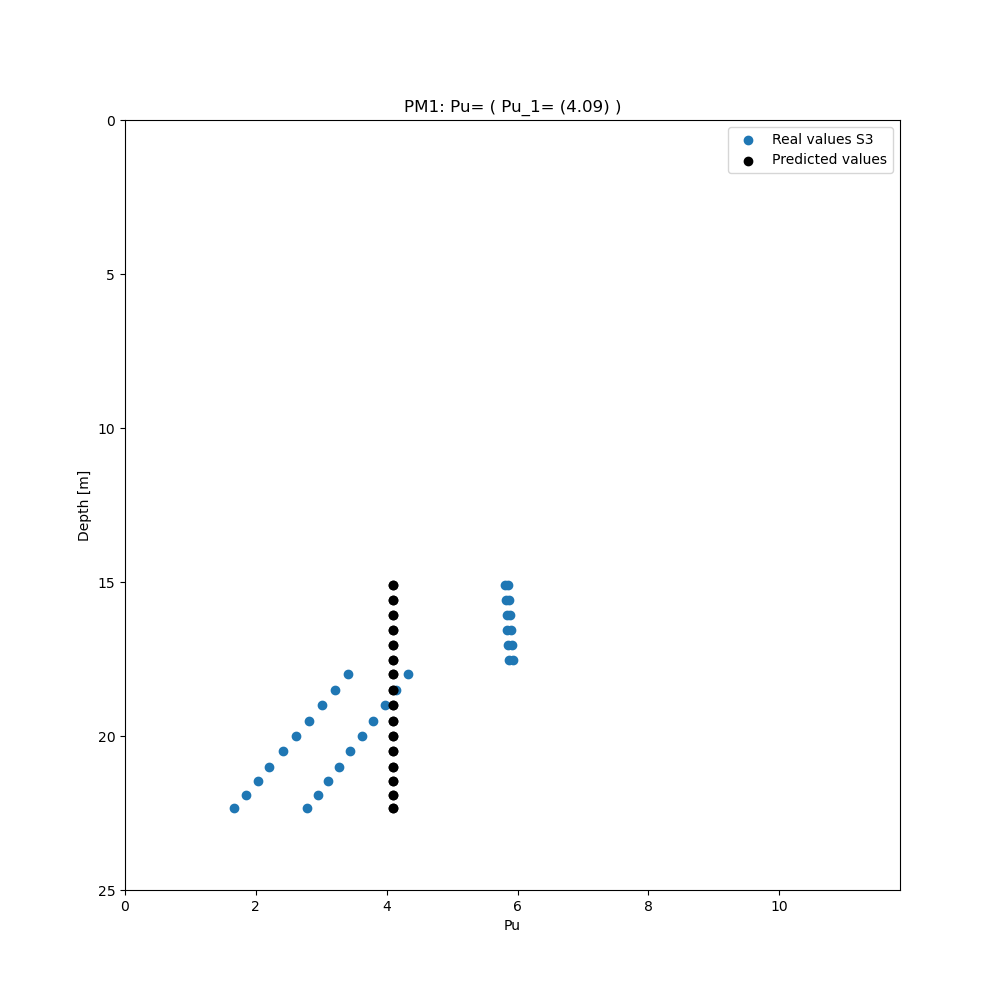 PM1: Pu= ( Pu_1= (4.09) )
Real values S3
Predicted values
0
5
10
15
20
25
Depth [m]
0 2 4 6 8 10
Pu